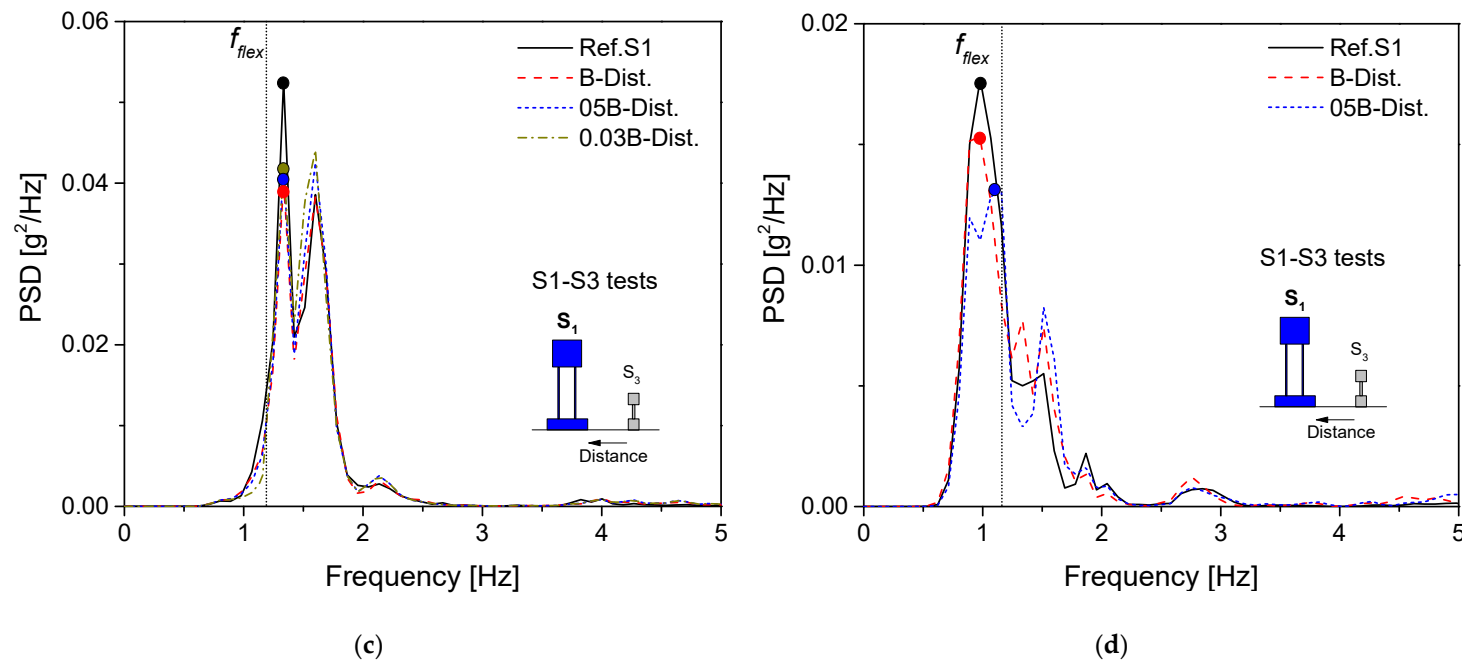 0.06
0.04
0.02
0.00
PSD [g²/Hz]
f_flex
Ref.S1
B-Dist.
05B-Dist.
0.03B-Dist.
S1-S3 tests
S₁
S₃
Distance
0 1 2 3 4 5
Frequency [Hz]
(c)
0.02
0.01
0.00
PSD [g²/Hz]
f_flex
Ref.S1
B-Dist.
05B-Dist.
S1-S3 tests
S₁
S₃
Distance
0 1 2 3 4 5
Frequency [Hz]
(d)